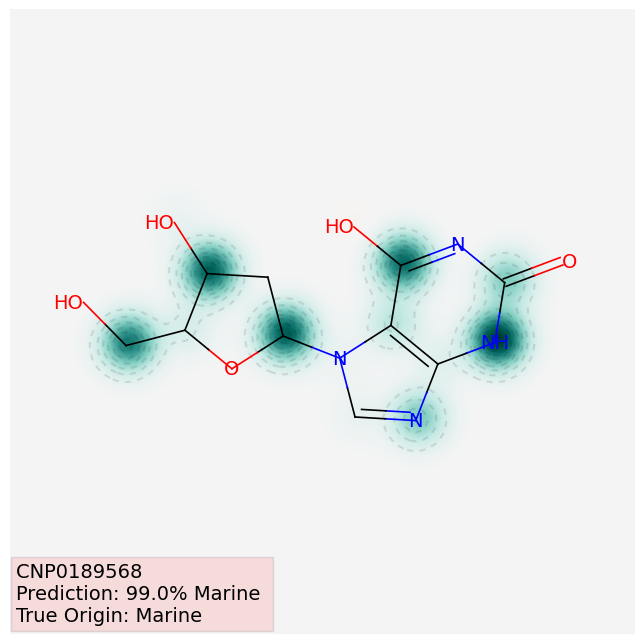 HO
HO
N
O
HO
NH
N
O
N
CNP0189568
Prediction: 99.0% Marine
True Origin: Marine